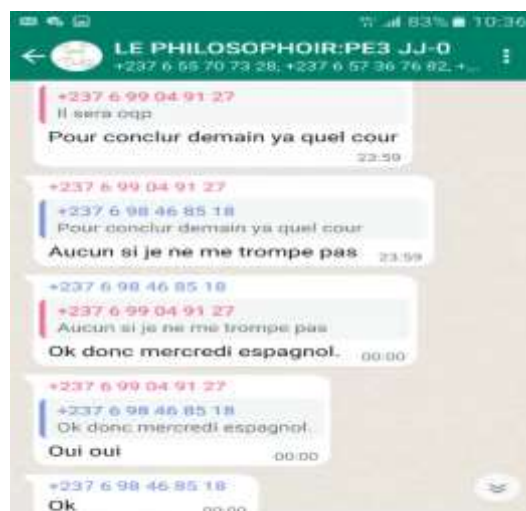 83% 10:36
LE PHILOSOPHOIR:PE3 JJ-0
+237 6 55 70 73 28, +237 6 57 36 76 82, +...
+237 6 99 04 91 27
Il sera oqp
Pour conclur demain ya quel cour
23:59
+237 6 99 04 91 27
+237 6 98 46 85 18
Pour conclur demain ya quel cour
Aucun si je ne me trompe pas 23:59
+237 6 98 46 85 18
+237 6 99 04 91 27
Aucun si je ne me trompe pas
Ok donc mercredi espagnol. 00:00
+237 6 99 04 91 27
+237 6 98 46 85 18
Ok donc mercredi espagnol.
Oui oui 00:00
+237 6 98 46 85 18
Ok 00:00